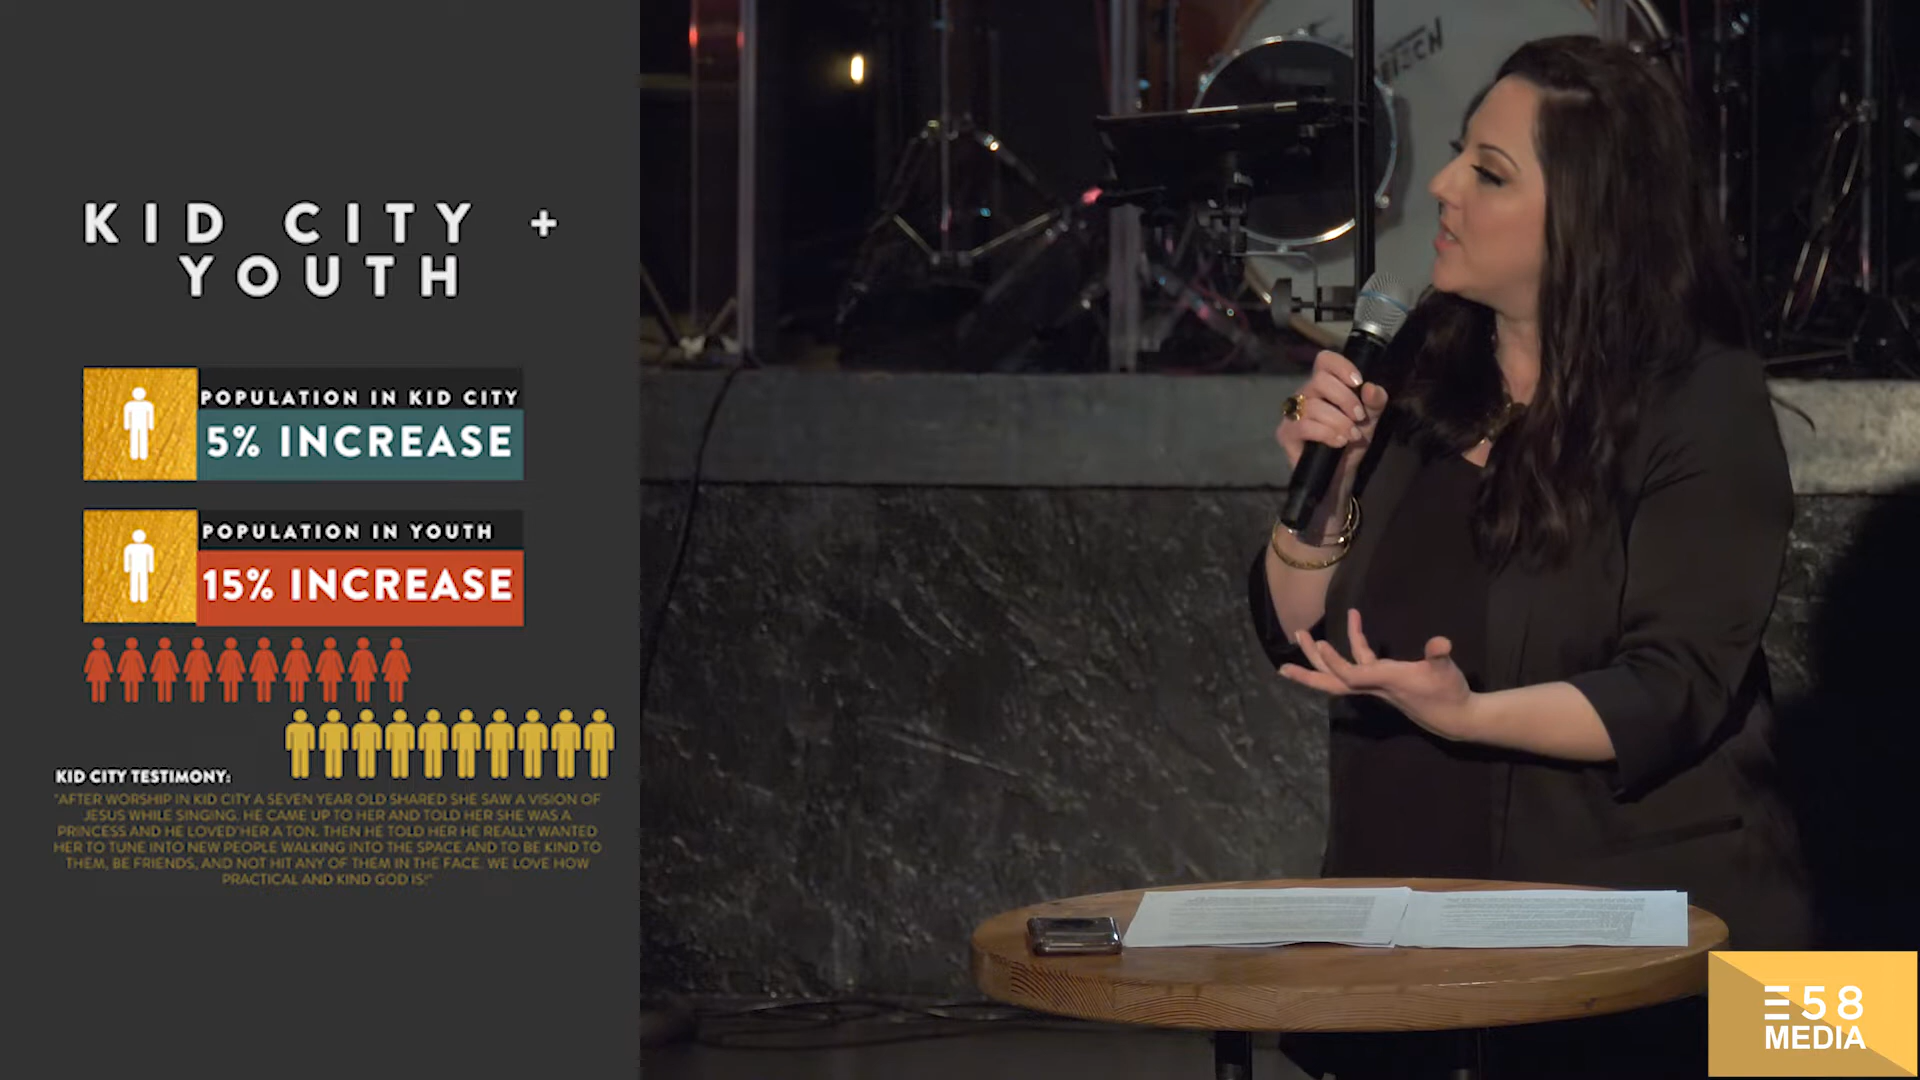 KID CITY +
YOUTH
POPULATION IN KID CITY
5% INCREASE
POPULATION IN YOUTH
15% INCREASE
KID CITY TESTIMONY:
"AFTER WORSHIP IN KID CITY A SEVEN YEAR OLD SHARED SHE SAW A VISION OF
JESUS WHILE SINGING. HE CAME UP TO HER AND TOLD HER SHE WAS A
PRINCESS AND HE LOVED HER A TON. THEN HE TOLD HER HE REALLY WANTED
HER TO TUNE INTO NEW PEOPLE WALKING INTO THE SPACE AND TO BE KIND TO
THEM, BE FRIENDS, AND NOT HIT ANY OF THEM IN THE FACE. WE LOVE HOW
PRACTICAL AND KIND GOD IS!"
E58
MEDIA